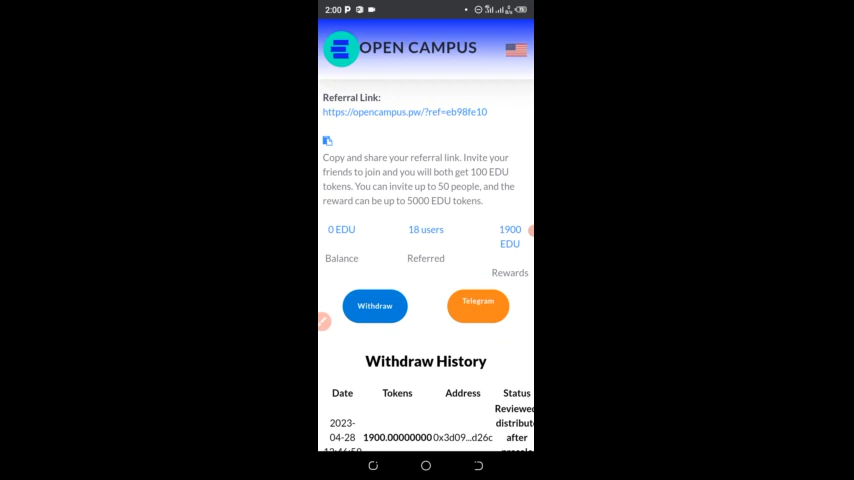 2:00
OPEN CAMPUS
Referral Link:
https://opencampus.pw/?ref=eb98fe10
Copy and share your referral link. Invite your
friends to join and you will both get 100 EDU
tokens. You can invite up to 50 people, and the
reward can be up to 5000 EDU tokens.
0 EDU 18 users 1900
EDU
Balance Referred
Rewards
Withdraw Telegram
Withdraw History
Date Tokens Address Status
Reviewed
2023- distribut
04-28 1900.00000000 0x3d09...d26c after